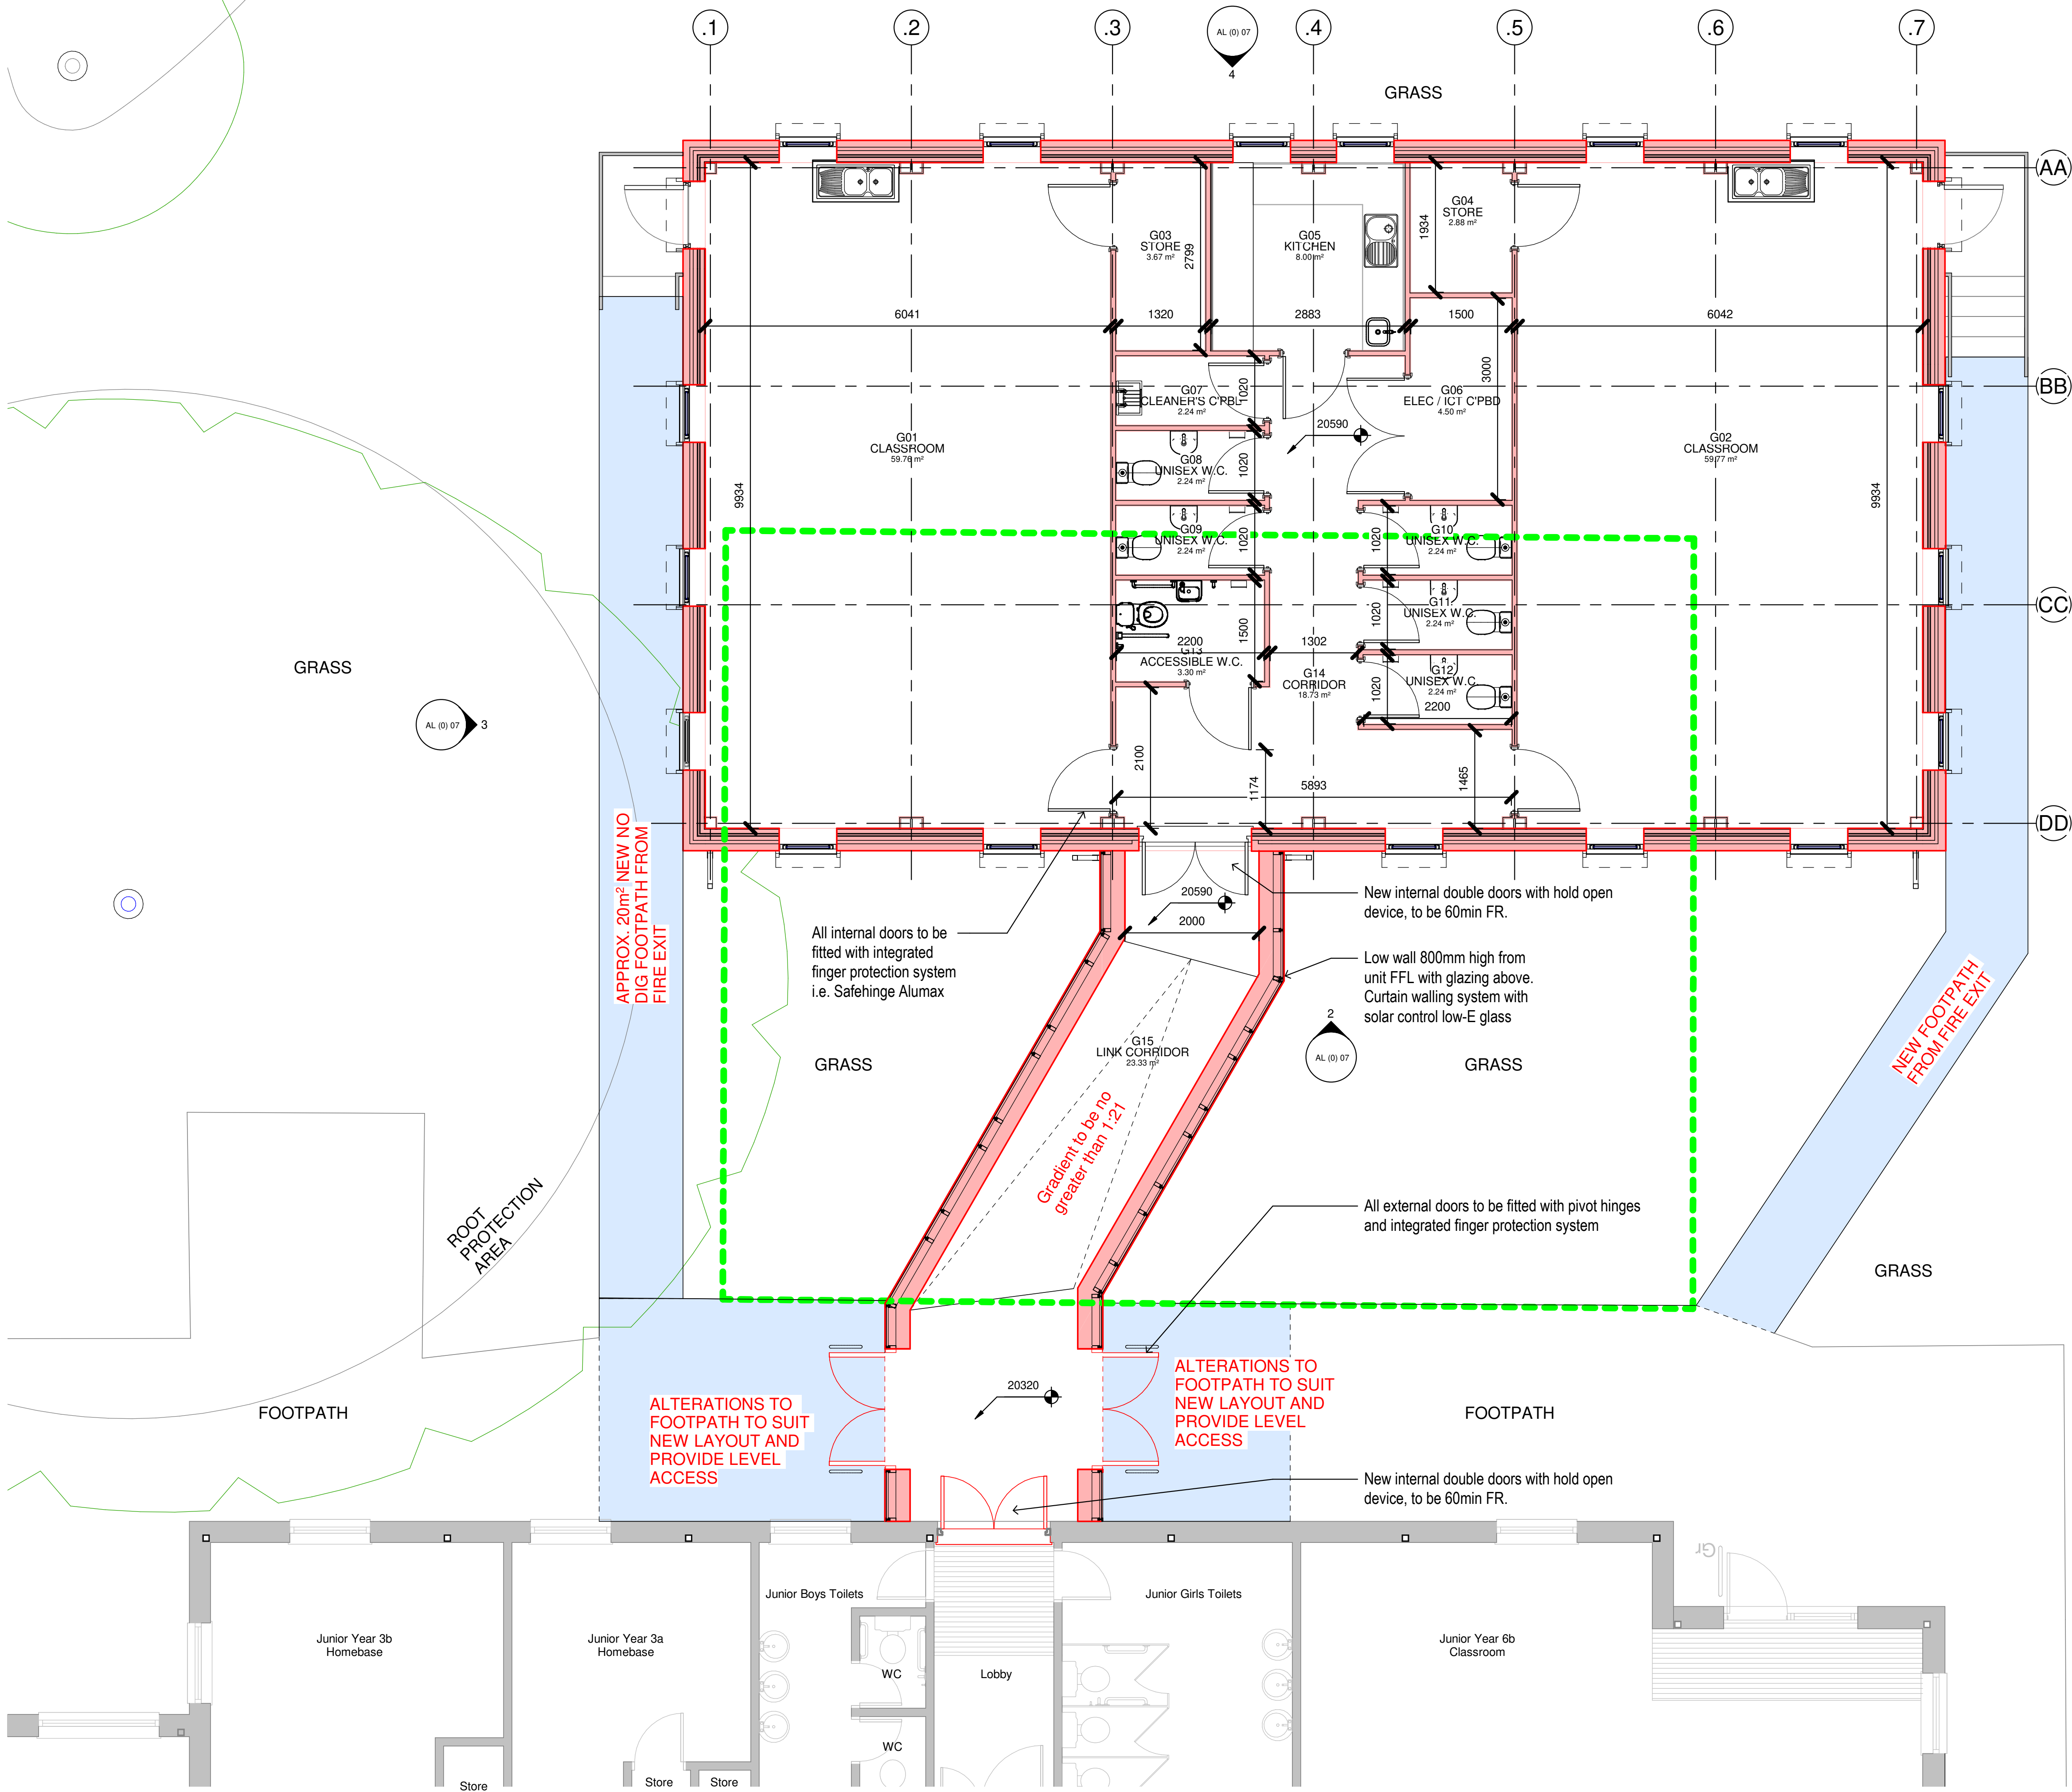 .1
.2
.3
AL (0) 07
4
.4
.5
.6
.7
GRASS
AA
BB
CC
DD
G03
STORE
3.67 m²
2799
G05
KITCHEN
8.00 m²
1934
G04
STORE
2.88 m²
6041
1320
2883
1500
6042
3000
G07
CLEANER'S C'PBD
2.24 m²
1020
G06
ELEC / ICT C'PBD
4.50 m²
20590
G01
CLASSROOM
59.76 m²
G02
CLASSROOM
59.77 m²
9934
9934
G08
UNISEX W.C.
2.24 m²
1020
G09
UNISEX W.C.
2.24 m²
1020
G10
UNISEX W.C.
2.24 m²
1020
G11
UNISEX W.C.
2.24 m²
1020
2200
1500
1302
G13
ACCESSIBLE W.C.
3.30 m²
G14
CORRIDOR
18.73 m²
G12
UNISEX W.C.
2.24 m²
1020
2200
2100
1174
5893
1465
GRASS
AL (0) 07
3
APPROX. 20m² NEW NO
DIG FOOTPATH FROM
FIRE EXIT
All internal doors to be
fitted with integrated
finger protection system
i.e. Safehinge Alumax
20590
2000
New internal double doors with hold open
device, to be 60min FR.
Low wall 800mm high from
unit FFL with glazing above.
Curtain walling system with
solar control low-E glass
2
AL (0) 07
NEW FOOTPATH
FROM FIRE EXIT
GRASS
G15
LINK CORRIDOR
23.33 m²
GRASS
Gradient to be no
greater than 1:21
ROOT
PROTECTION
AREA
All external doors to be fitted with pivot hinges
and integrated finger protection system
GRASS
FOOTPATH
ALTERATIONS TO
FOOTPATH TO SUIT
NEW LAYOUT AND
PROVIDE LEVEL
ACCESS
20320
ALTERATIONS TO
FOOTPATH TO SUIT
NEW LAYOUT AND
PROVIDE LEVEL
ACCESS
FOOTPATH
New internal double doors with hold open
device, to be 60min FR.
Junior Year 3b
Homebase
Junior Year 3a
Homebase
Junior Boys Toilets
WC
WC
Lobby
Junior Girls Toilets
Junior Year 6b
Classroom
Gr
Store
Store
Store